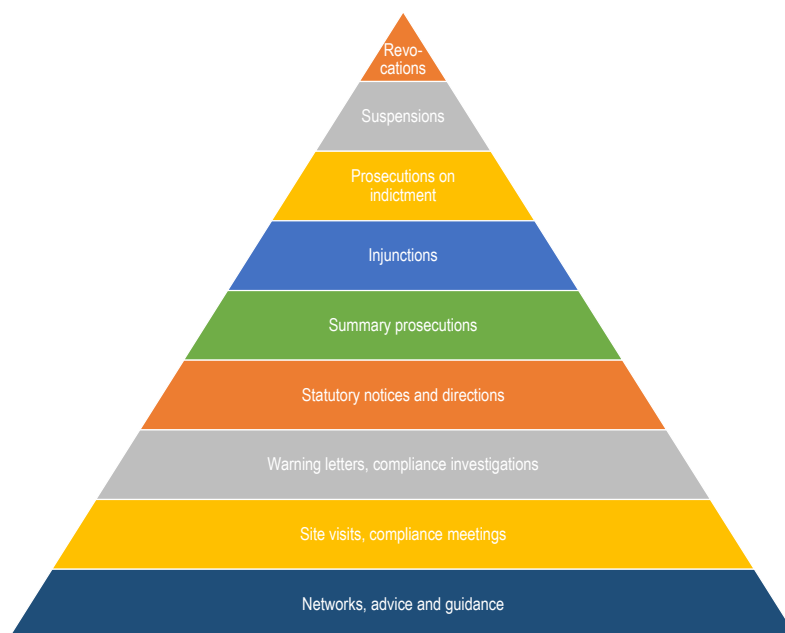 Revo-
cations
Suspensions
Prosecutions on
indictment
Injunctions
Summary prosecutions
Statutory notices and directions
Warning letters, compliance investigations
Site visits, compliance meetings
Networks, advice and guidance